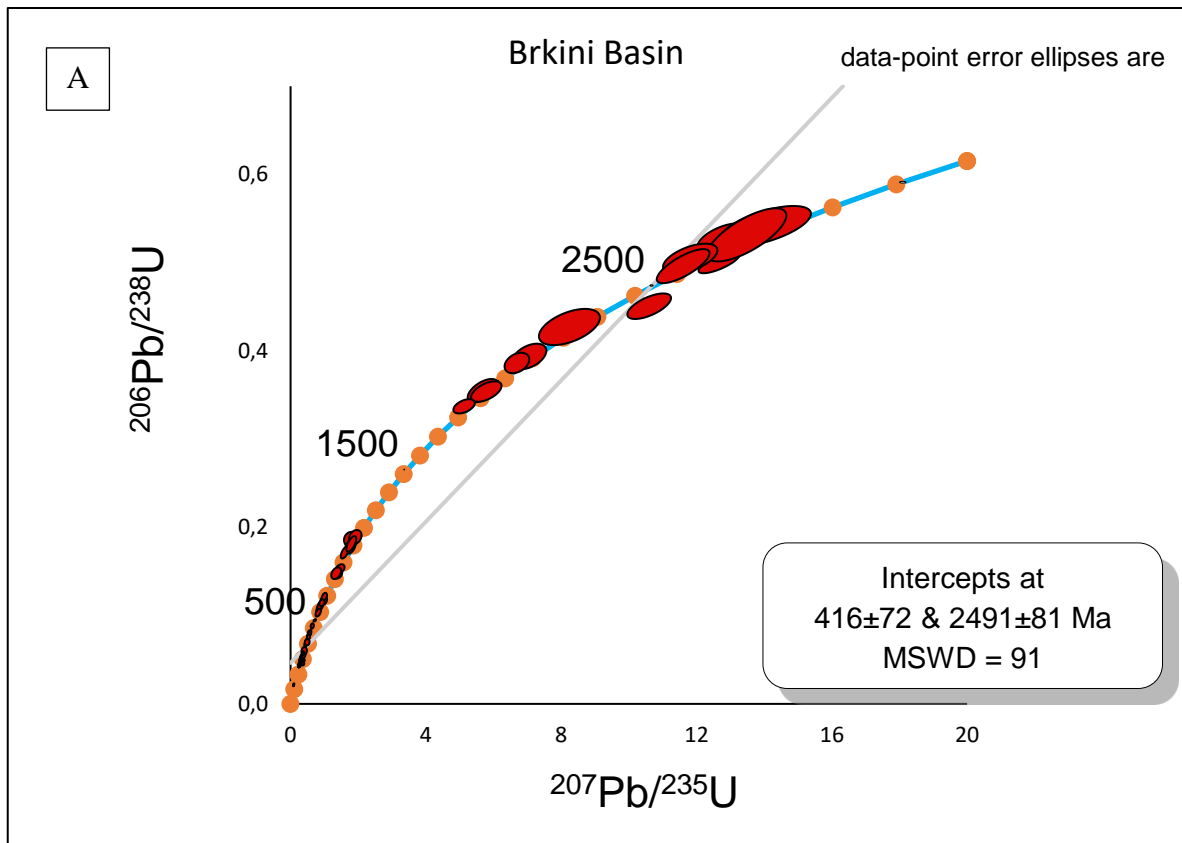 A
Brkini Basin
data-point error ellipses are
0,6
2500
0,4
1500
0,2
500
0,0
0
4
8
12
16
20
²⁰⁶Pb/²³⁸U
²⁰⁷Pb/²³⁵U
Intercepts at
416±72 & 2491±81 Ma
MSWD = 91